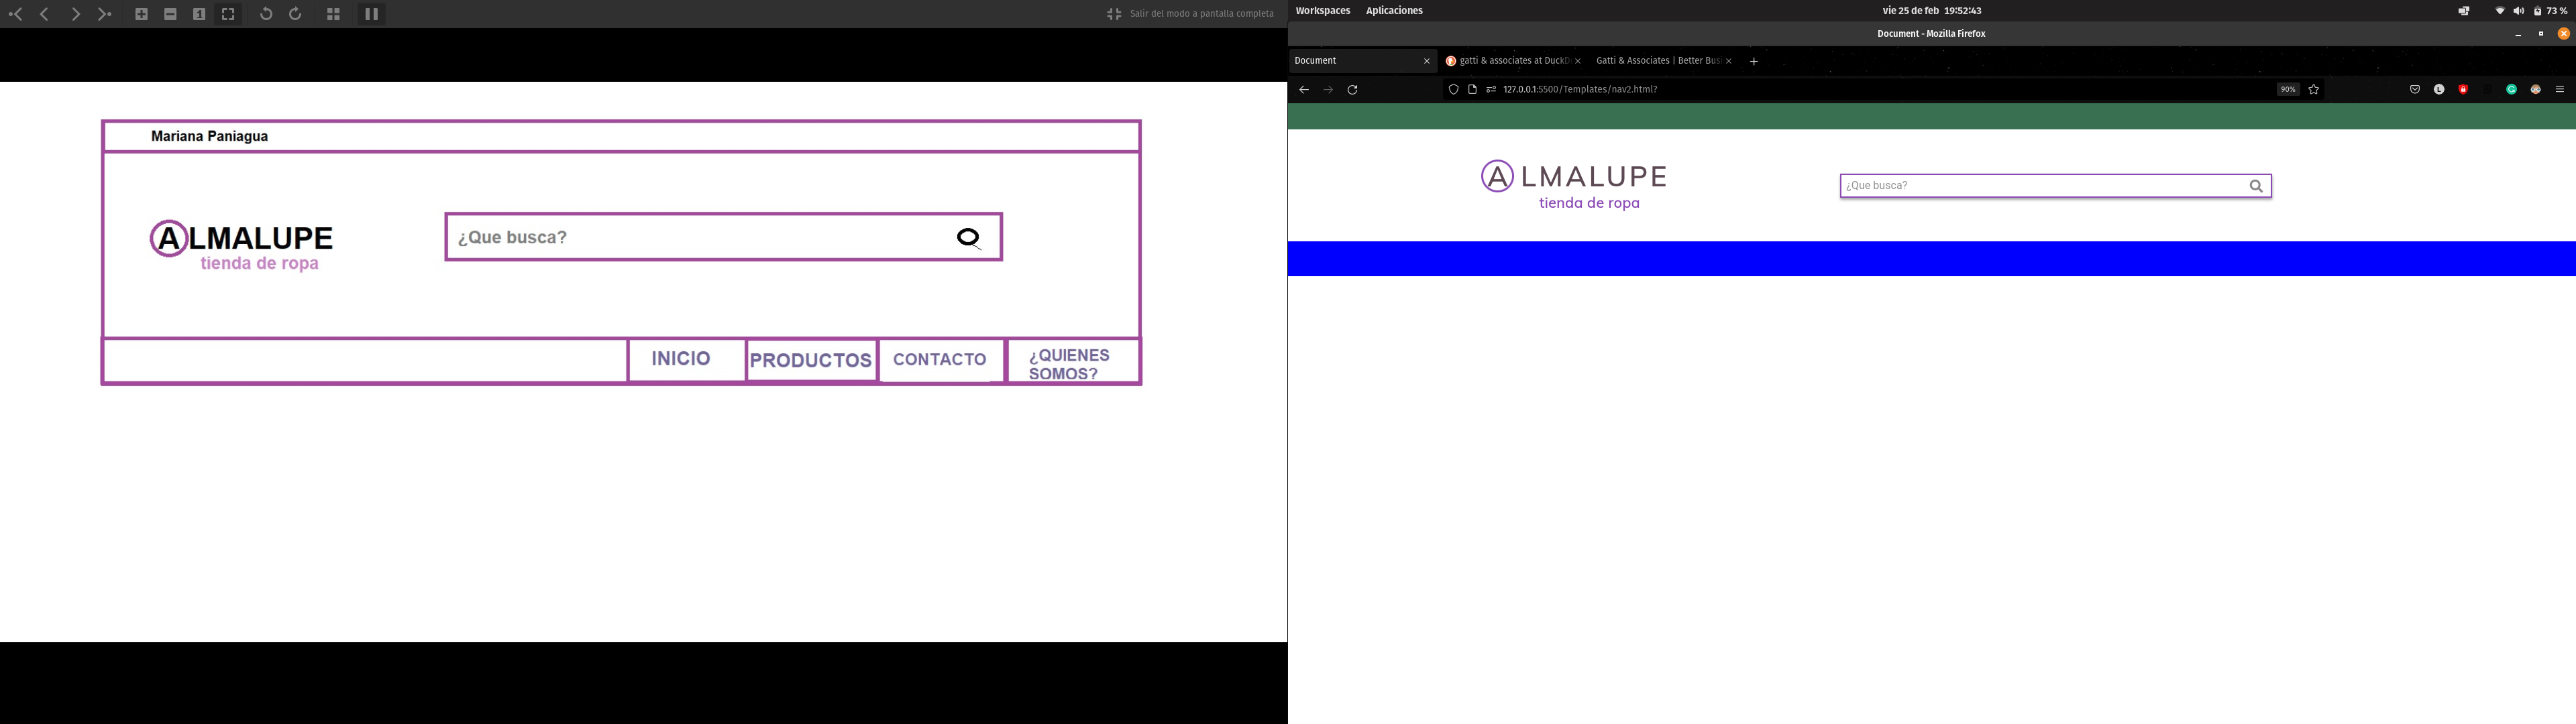 Salir del modo a pantalla completa
Mariana Paniagua
ALMALUPE
tienda de ropa
¿Que busca?
INICIO
PRODUCTOS
CONTACTO
¿QUIENES
SOMOS?
Workspaces Aplicaciones vie 25 de feb 19:52:43 73 %
Document - Mozilla Firefox
Document
gatti & associates at DuckD
Gatti & Associates | Better Bus
127.0.0.1:5500/Templates/nav2.html?
90%
ALMALUPE
tienda de ropa
¿Que busca?